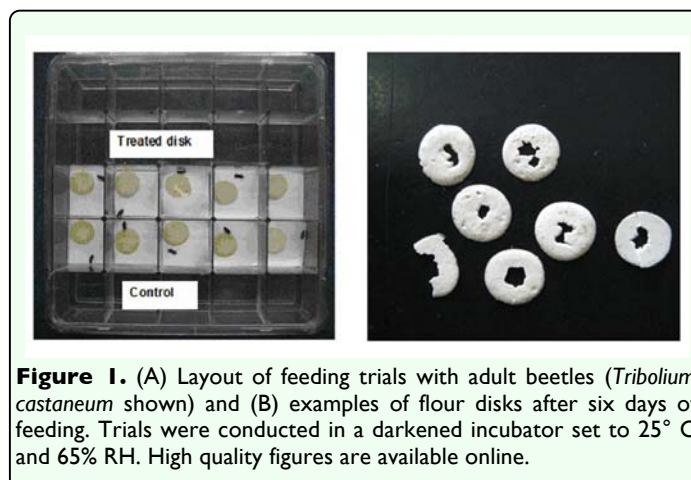 Treated disk
Control
Figure 1. (A) Layout of feeding trials with adult beetles (Tribolium
castaneum shown) and (B) examples of flour disks after six days of
feeding. Trials were conducted in a darkened incubator set to 25° C
and 65% RH. High quality figures are available online.